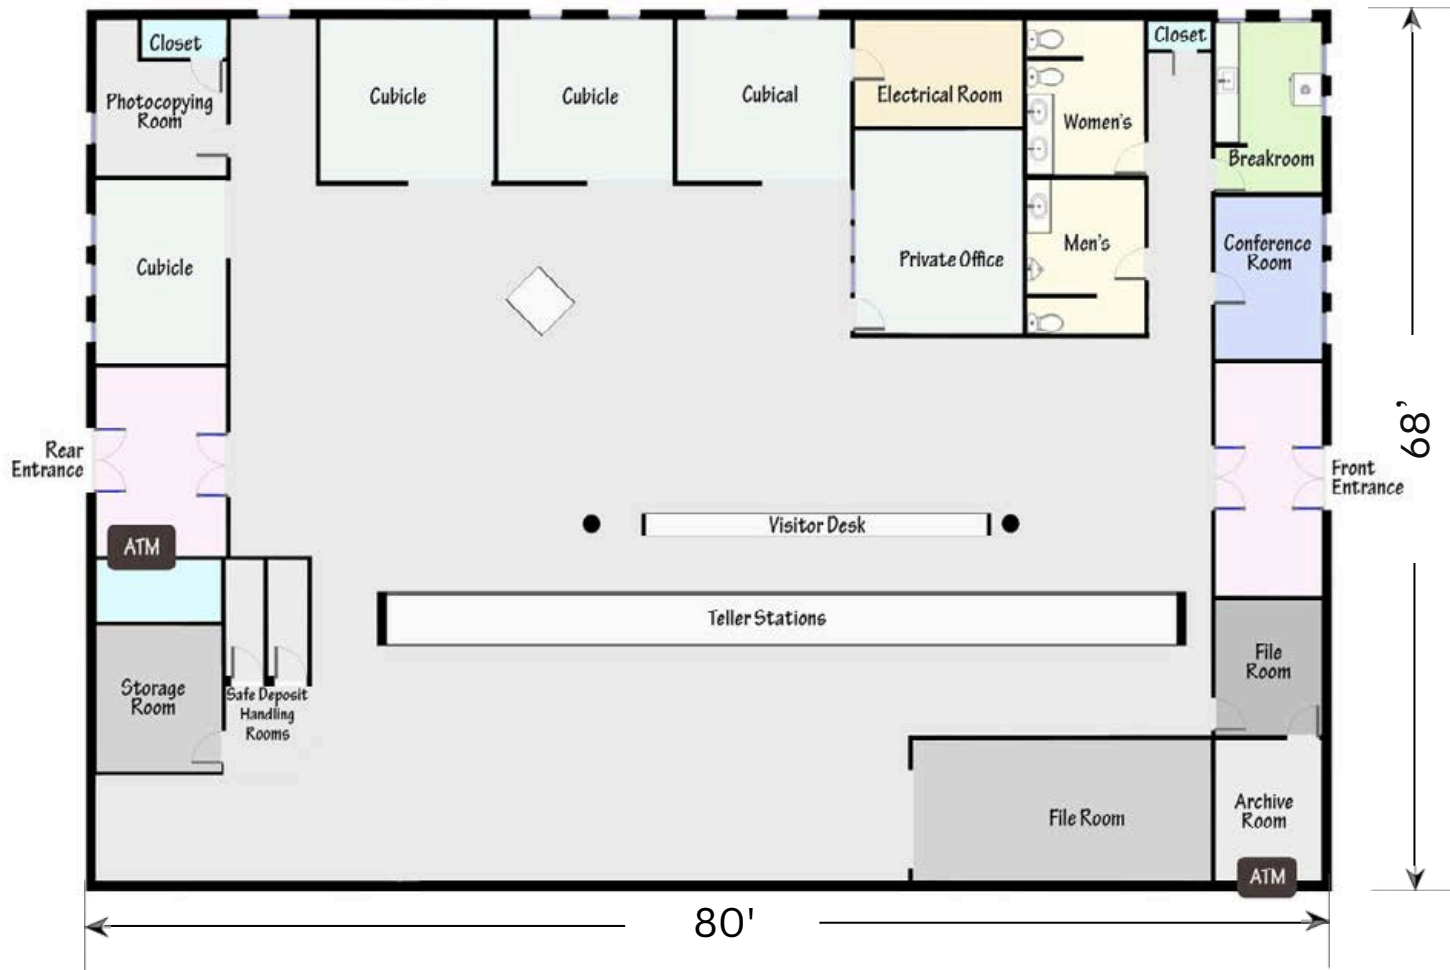 Closet
Photocopying
Room
Cubicle
Cubicle
Cubical
Electrical Room
Women's
Closet
Breakroom
Cubicle
Private Office
Men's
Conference
Room
Rear
Entrance
ATM
Front
Entrance
Visitor Desk
Teller Stations
Storage
Room
Safe Deposit
Handling
Rooms
File
Room
File Room
Archive
Room
ATM
80'
68'